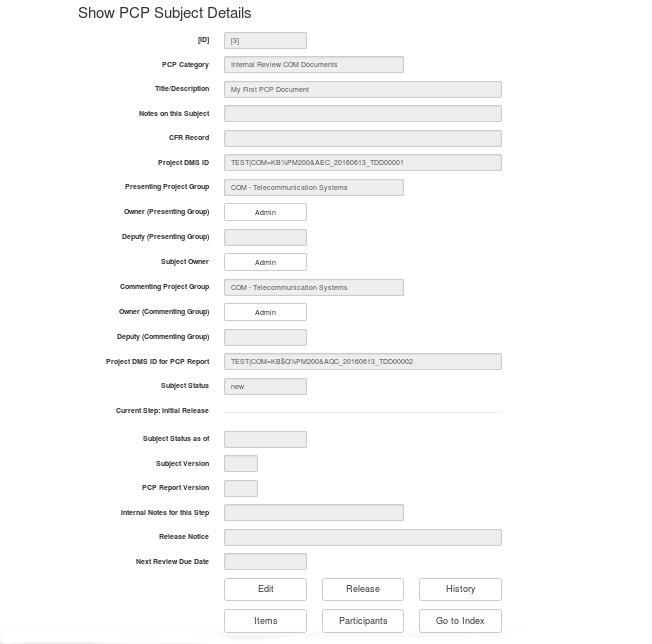 Show PCP Subject Details
[ID] [3]
PCP Category Internal Review COM Documents
Title/Description My First PCP Document
Notes on this Subject
CFR Record
Project DMS ID TEST(COM=KB%PM200&AEC_20160613_TDD00001
Presenting Project Group COM - Telecommunication Systems
Owner (Presenting Group) Admin
Deputy (Presenting Group)
Subject Owner Admin
Commenting Project Group COM - Telecommunication Systems
Owner (Commenting Group) Admin
Deputy (Commenting Group)
Project DMS ID for PCP Report TEST(COM=KB$Q%PM200&AQC_20160613_TDD00002
Subject Status new
Current Step: Initial Release
Subject Status as of
Subject Version
PCP Report Version
Internal Notes for this Step
Release Notice
Next Review Due Date
Edit Release History
Items Participants Go to Index